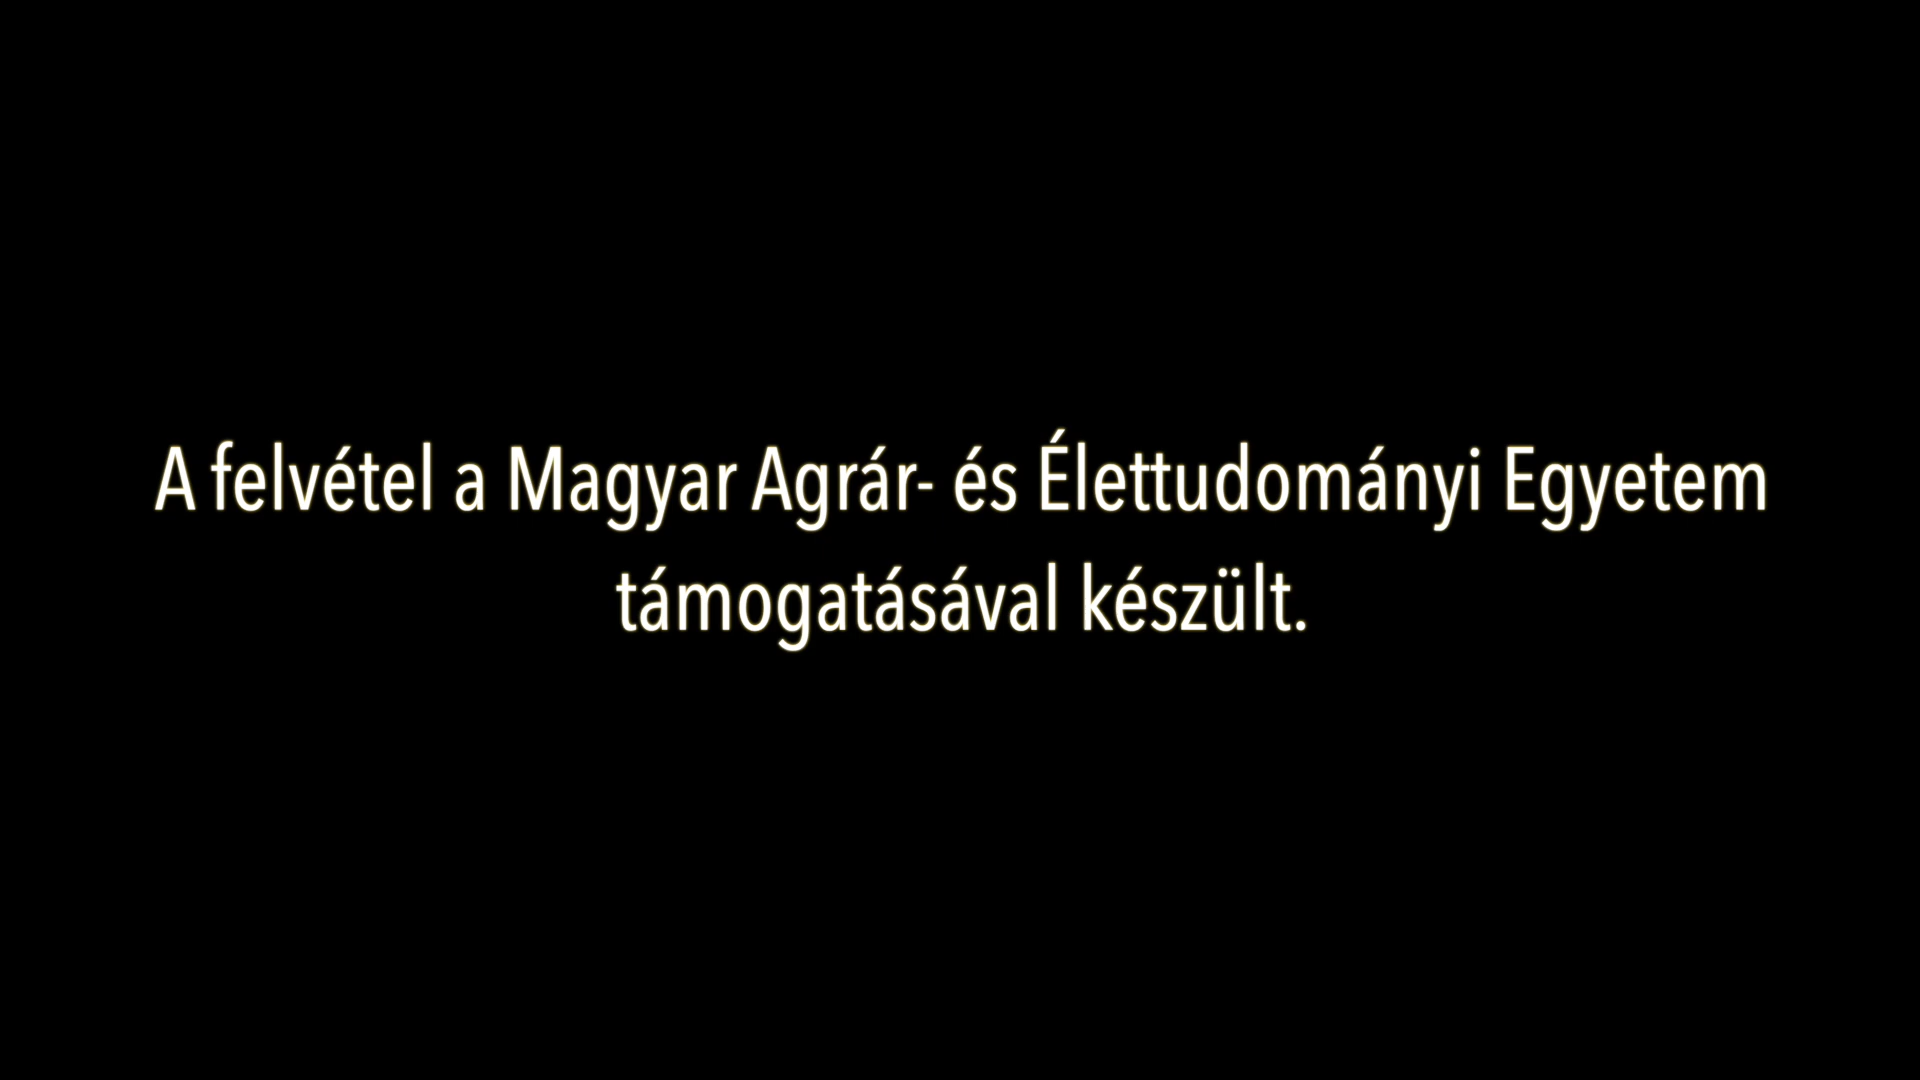 A felvétel a Magyar Agrár- és Élettudományi Egyetem
támogatásával készült.